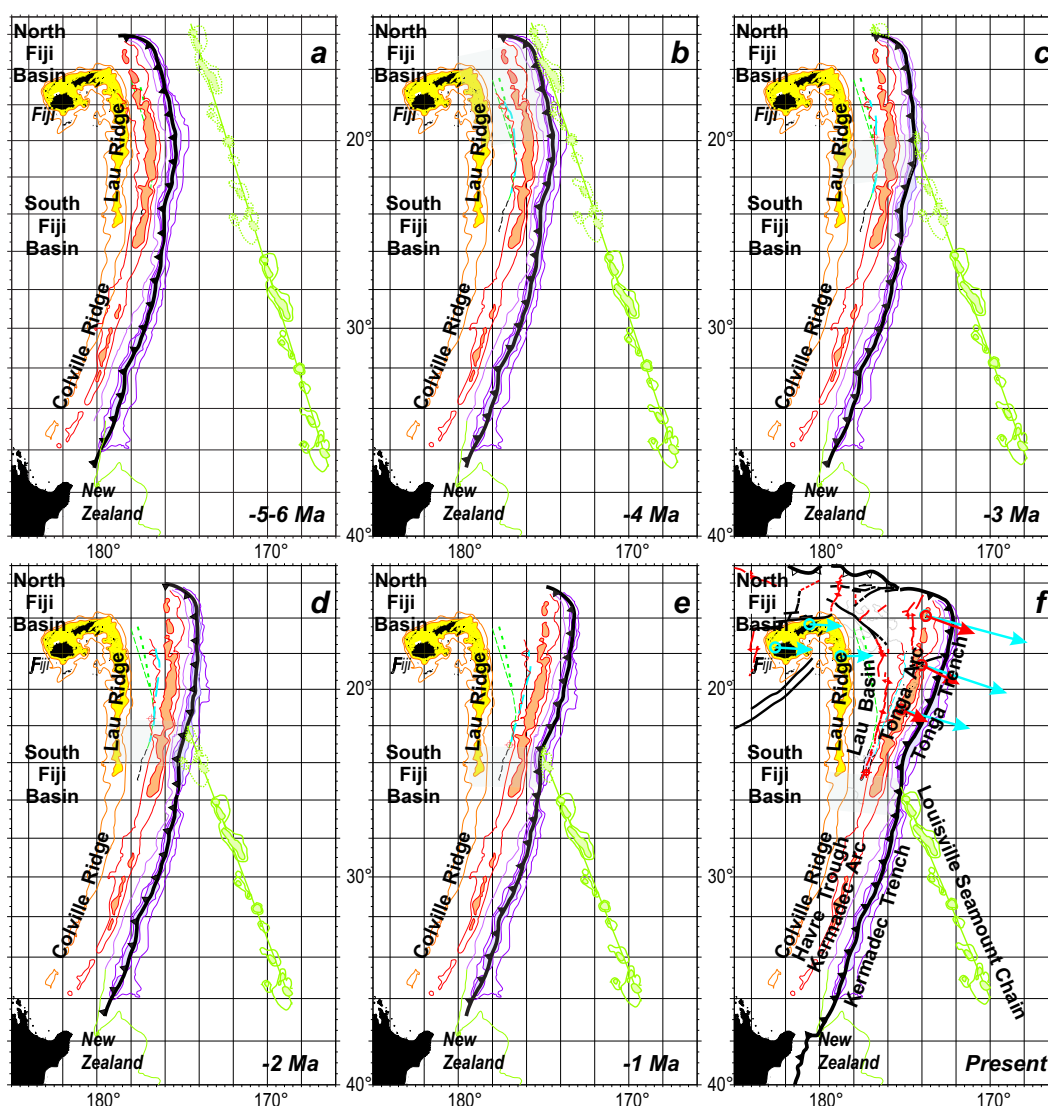 North
Fiji
Basin
a
Fiji
Lau Ridge
South
Fiji
Basin
Colville Ridge
New
Zealand
-5-6 Ma
180°
170°
North
Fiji
Basin
b
20°
Fiji
Lau Ridge
South
Fiji
Basin
30°
Colville Ridge
New
Zealand
-4 Ma
40°
180°
170°
North
Fiji
Basin
c
20°
Fiji
Lau Ridge
South
Fiji
Basin
30°
Colville Ridge
New
Zealand
-3 Ma
40°
180°
170°
North
Fiji
Basin
d
Fiji
Lau Ridge
South
Fiji
Basin
Colville Ridge
New
Zealand
-2 Ma
180°
170°
North
Fiji
Basin
e
20°
Fiji
Lau Ridge
South
Fiji
Basin
30°
Colville Ridge
New
Zealand
-1 Ma
40°
180°
170°
North
Fiji
Basin
f
20°
Fiji
Lau Ridge
Lau Basin
Tonga Arc
Tonga Trench
South
Fiji
Basin
30°
Colville Ridge
Havre Trough
Kermadec Arc
Kermadec Trench
Louisville Seamount Chain
New
Zealand
Present
40°
180°
170°